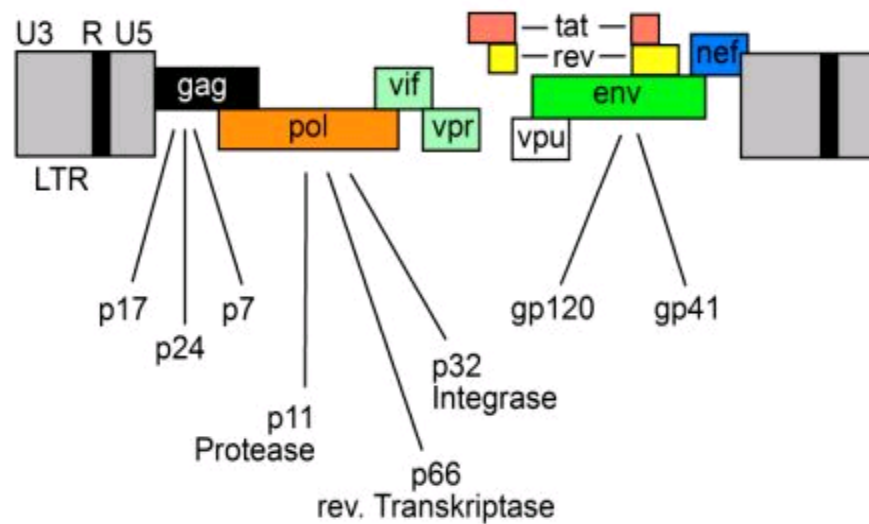 U3 R U5
LTR
gag
pol
vif
vpr
tat
rev
nef
env
vpu
p17
p24
p7
p11
Protease
p66
rev. Transkriptase
p32
Integrase
gp120
gp41